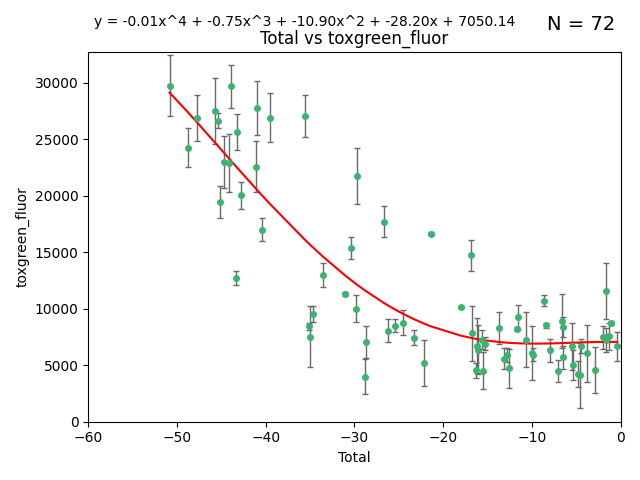 y = -0.01x^4 + -0.75x^3 + -10.90x^2 + -28.20x + 7050.14
N = 72
Total vs toxgreen_fluor
30000
25000
20000
15000
10000
5000
0
toxgreen_fluor
−60
−50
−40
−30
−20
−10
0
Total